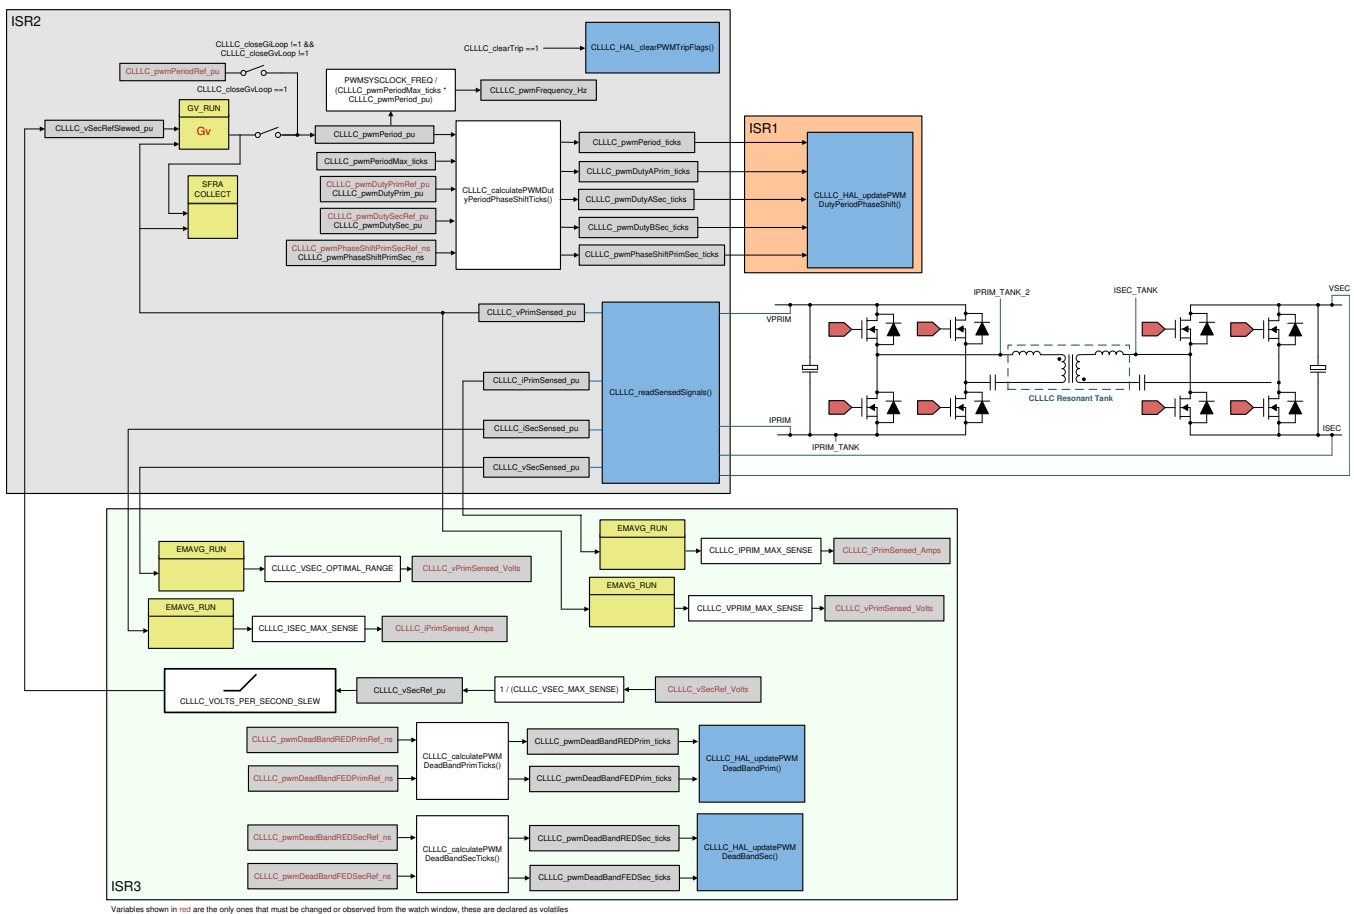 ISR2
CLLLC_closeGiLoop !=1 &&
CLLLC_closeGvLoop !=1
CLLLC_pwmPeriodRef_pu
CLLLC_closeGvLoop ==1
CLLLC_clearTrip ==1
CLLLC_HAL_clearPWMTripFlags()
PWMSYSCLOCK_FREQ /
(CLLLC_pwmPeriodMax_ticks *
CLLLC_pwmPeriod_pu)
CLLLC_pwmFrequency_Hz
GV_RUN
Gv
CLLLC_vSecRefSlewed_pu
SFRA
COLLECT
CLLLC_pwmPeriod_pu
CLLLC_pwmPeriodMax_ticks
CLLLC_pwmDutyPrimRef_pu
CLLLC_pwmDutyPrim_pu
CLLLC_pwmDutySecRef_pu
CLLLC_pwmDutySec_pu
CLLLC_pwmPhaseShiftPrimSecRef_ns
CLLLC_pwmPhaseShiftPrimSec_ns
CLLLC_calculatePWMDut
yPeriodPhaseShiftTicks()
CLLLC_pwmPeriod_ticks
CLLLC_pwmDutyAPrim_ticks
CLLLC_pwmDutyASec_ticks
CLLLC_pwmDutyBSec_ticks
CLLLC_pwmPhaseShiftPrimSec_ticks
ISR1
CLLLC_HAL_updatePWM
DutyPeriodPhaseShift()
CLLLC_vPrimSensed_pu
CLLLC_iPrimSensed_pu
CLLLC_iSecSensed_pu
CLLLC_vSecSensed_pu
CLLLC_readSensedSignals()
VPRIM
IPRIM
IPRIM_TANK
IPRIM_TANK_2
ISEC_TANK
VSEC
ISEC
CLLLC Resonant Tank
EMAVG_RUN
CLLLC_VSEC_OPTIMAL_RANGE
CLLLC_vPrimSensed_Volts
EMAVG_RUN
CLLLC_ISEC_MAX_SENSE
CLLLC_iPrimSensed_Amps
EMAVG_RUN
CLLLC_IPRIM_MAX_SENSE
CLLLC_iPrimSensed_Amps
EMAVG_RUN
CLLLC_VPRIM_MAX_SENSE
CLLLC_vPrimSensed_Volts
CLLLC_VOLTS_PER_SECOND_SLEW
CLLLC_vSecRef_pu
1 / (CLLLC_VSEC_MAX_SENSE)
CLLLC_vSecRef_Volts
CLLLC_pwmDeadBandREDPrimRef_ns
CLLLC_pwmDeadBandFEDPrimRef_ns
CLLLC_calculatePWM
DeadBandPrimTicks()
CLLLC_pwmDeadBandREDPrim_ticks
CLLLC_pwmDeadBandFEDPrim_ticks
CLLLC_HAL_updatePWM
DeadBandPrim()
CLLLC_pwmDeadBandREDSecRef_ns
CLLLC_pwmDeadBandFEDSecRef_ns
CLLLC_calculatePWM
DeadBandSecTicks()
CLLLC_pwmDeadBandREDSec_ticks
CLLLC_pwmDeadBandFEDSec_ticks
CLLLC_HAL_updatePWM
DeadBandSec()
ISR3
Variables shown in red are the only ones that must be changed or observed from the watch window, these are declared as volatiles